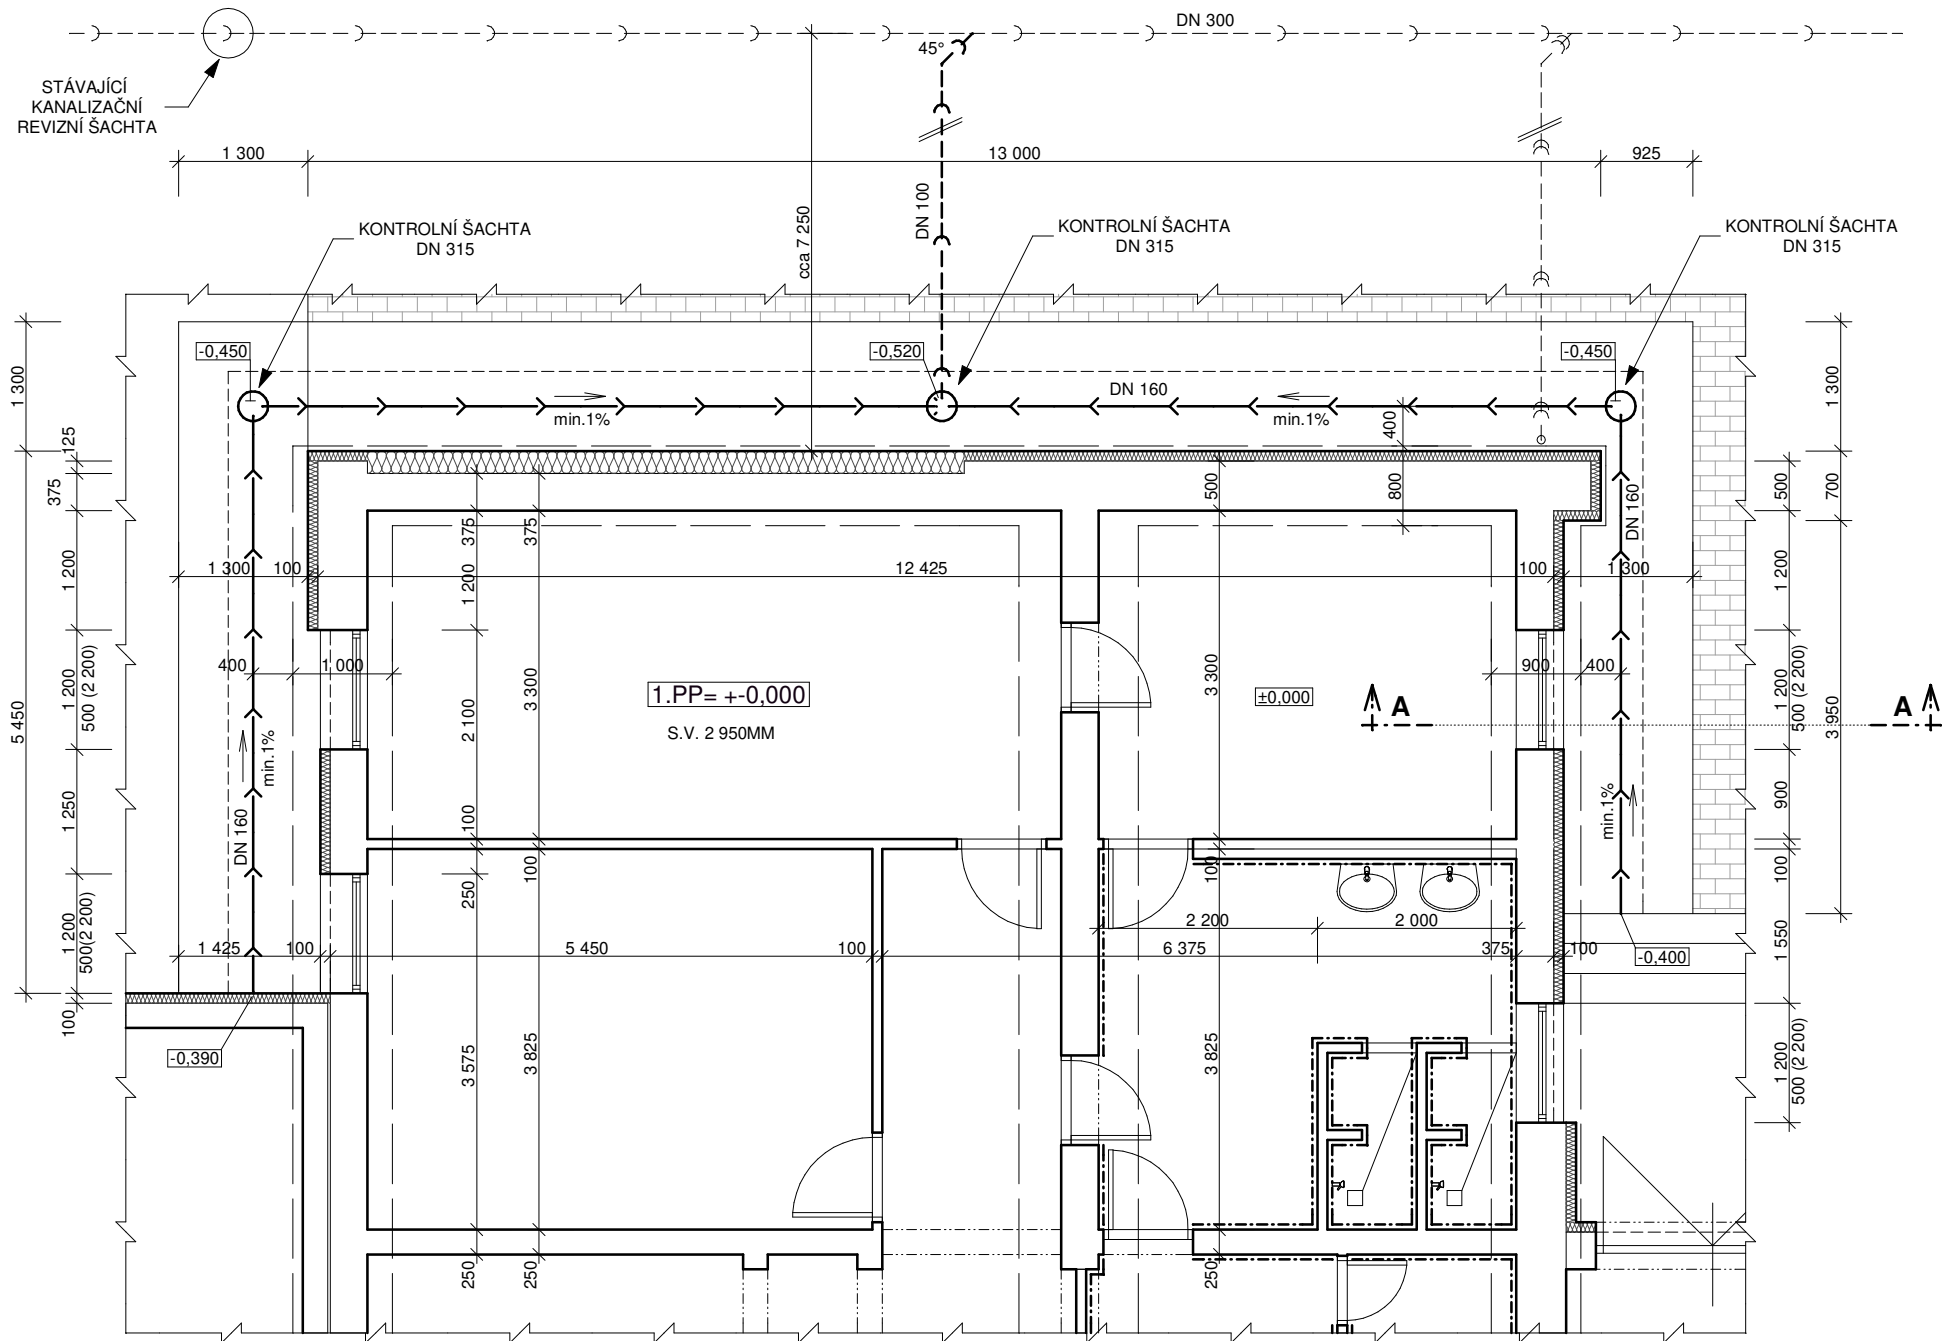 DN 300
45°
STÁVAJÍCÍ
KANALIZAČNÍ
REVIZNÍ ŠACHTA
1 300
13 000
925
DN 100
cca 7 250
KONTROLNÍ ŠACHTA
DN 315
KONTROLNÍ ŠACHTA
DN 315
KONTROLNÍ ŠACHTA
DN 315
-0,450
-0,520
-0,450
min.1%
DN 160
min.1%
400
800
1 300
125
375
5 450
1 200
1 200
500 (2 200)
1 250
1 200
500(2 200)
100
375
375
500
500
700
1 300
DN 160
1 300
100
12 425
100
1 300
1 200
1 200
400
1 000
900
400
2 100
3 300
3 300
1 200
500 (2 200)
3 950
1.PP= +-0,000
S.V. 2 950MM
±0,000
A
A
min.1%
DN 160
min.1%
900
100
100
250
100
100
1 550
2 200
2 000
1 425
100
5 450
100
6 375
375
100
-0,400
-0,390
3 575
3 825
3 825
1 200
500 (2 200)
250
250
250